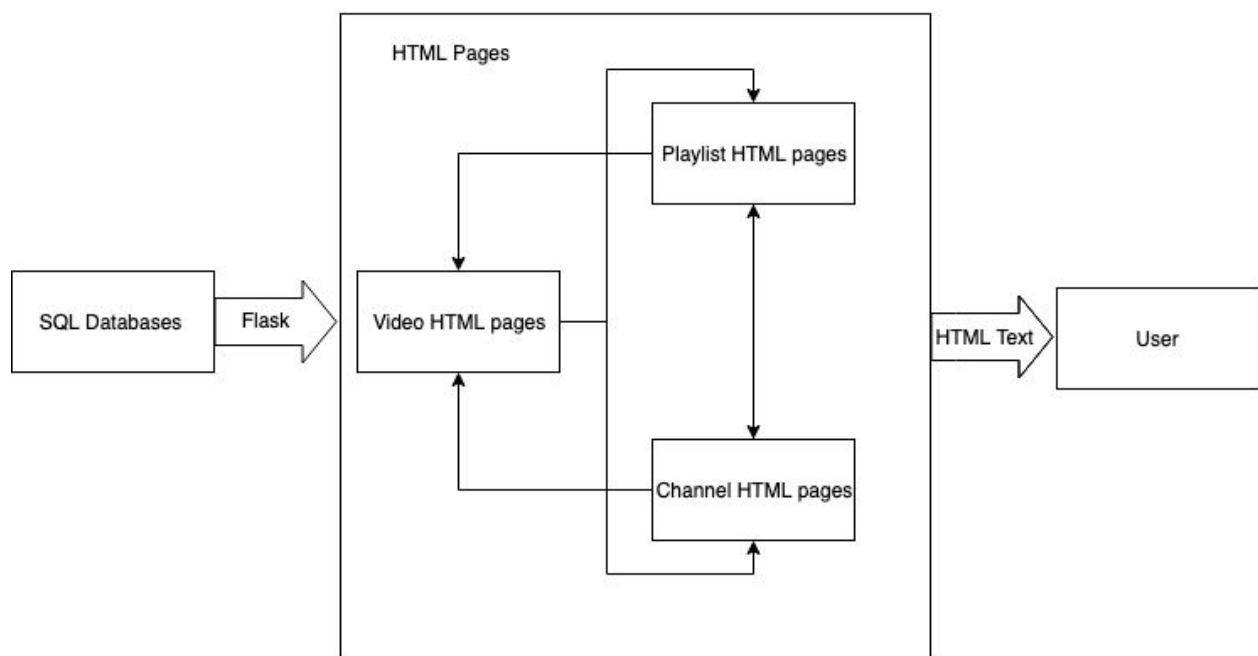 HTML Pages
Playlist HTML pages
SQL Databases
Flask
Video HTML pages
HTML Text
User
Channel HTML pages